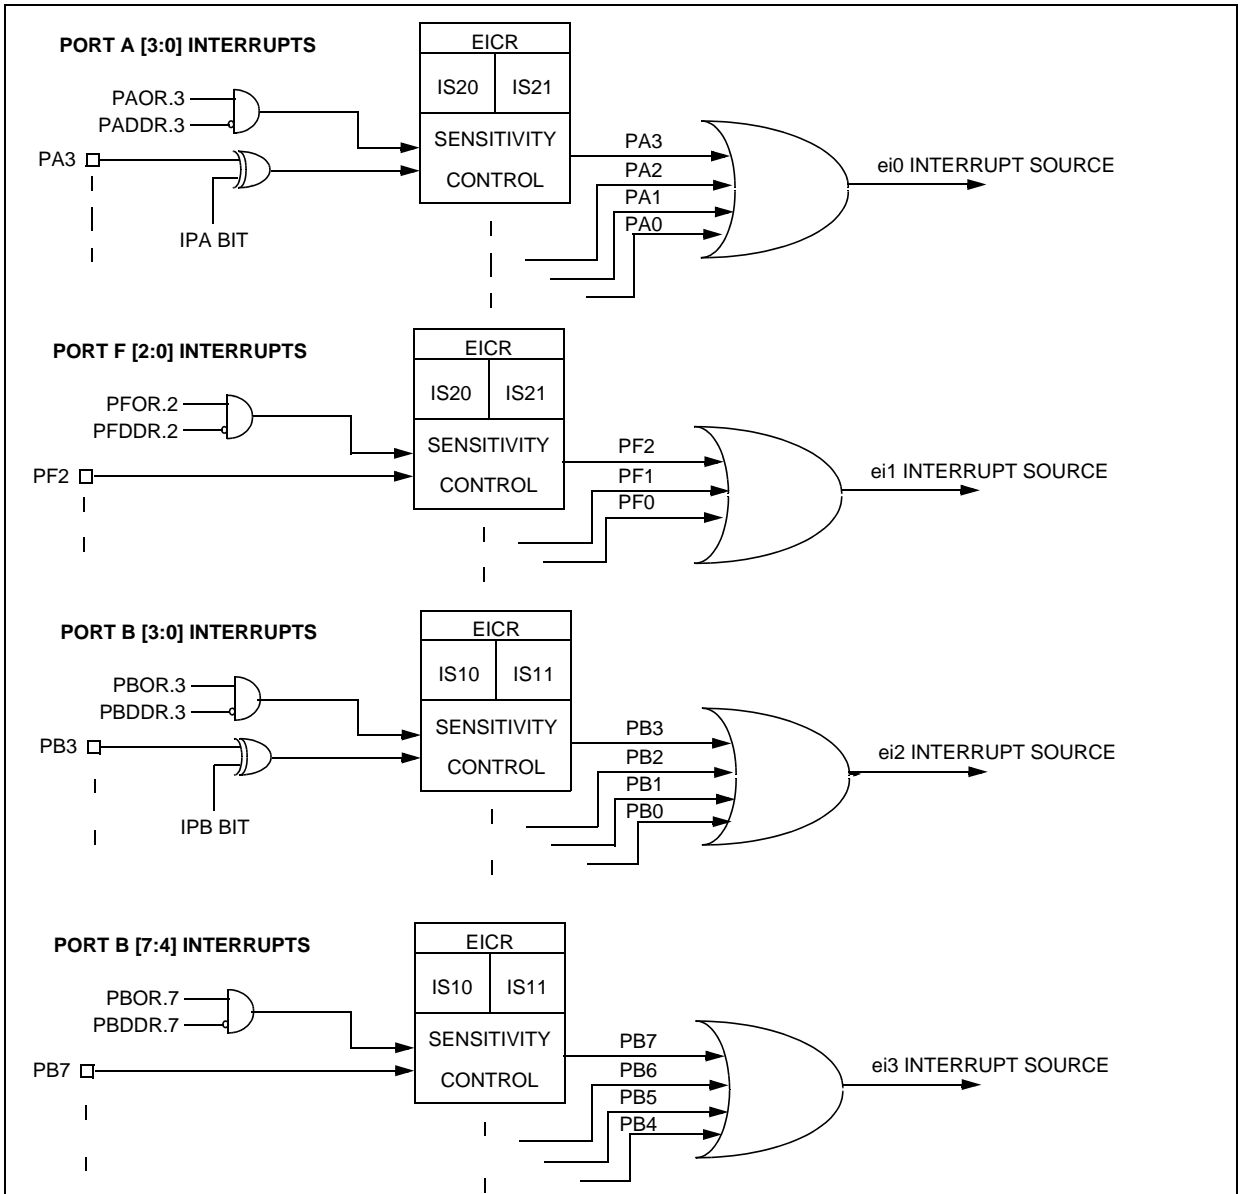 PORT A [3:0] INTERRUPTS
EICR
IS20 IS21
PAOR.3
PADDR.3
SENSITIVITY
CONTROL
PA3
IPA BIT
PA3
PA2
PA1
PA0
ei0 INTERRUPT SOURCE
PORT F [2:0] INTERRUPTS
EICR
IS20 IS21
PFOR.2
PFDDR.2
SENSITIVITY
CONTROL
PF2
PF2
PF1
PF0
ei1 INTERRUPT SOURCE
PORT B [3:0] INTERRUPTS
EICR
IS10 IS11
PBOR.3
PBDDR.3
SENSITIVITY
CONTROL
PB3
IPB BIT
PB3
PB2
PB1
PB0
ei2 INTERRUPT SOURCE
PORT B [7:4] INTERRUPTS
EICR
IS10 IS11
PBOR.7
PBDDR.7
SENSITIVITY
CONTROL
PB7
PB7
PB6
PB5
PB4
ei3 INTERRUPT SOURCE